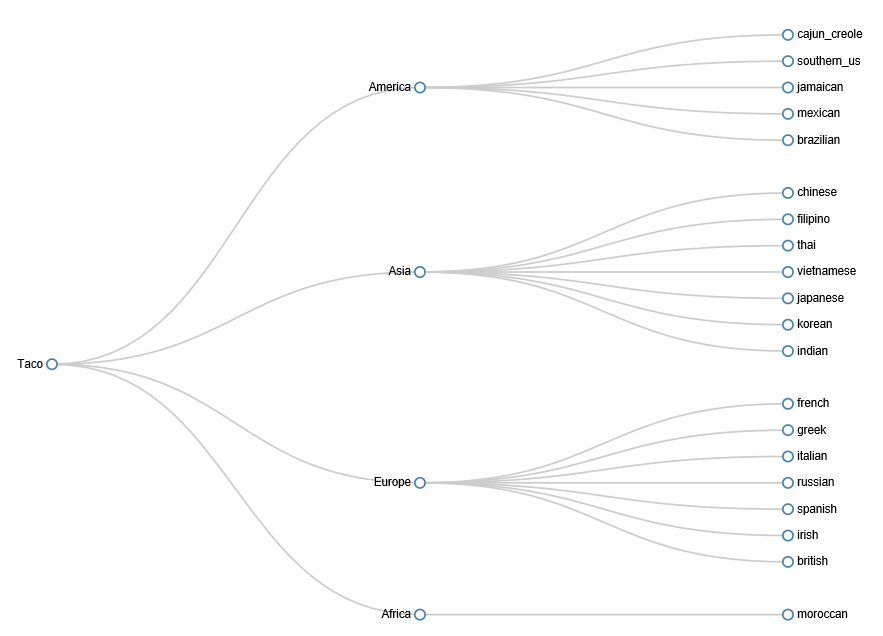 Taco
America
cajun_creole
southern_us
jamaican
mexican
brazilian
Asia
chinese
filipino
thai
vietnamese
japanese
korean
indian
Europe
french
greek
italian
russian
spanish
irish
british
Africa
moroccan